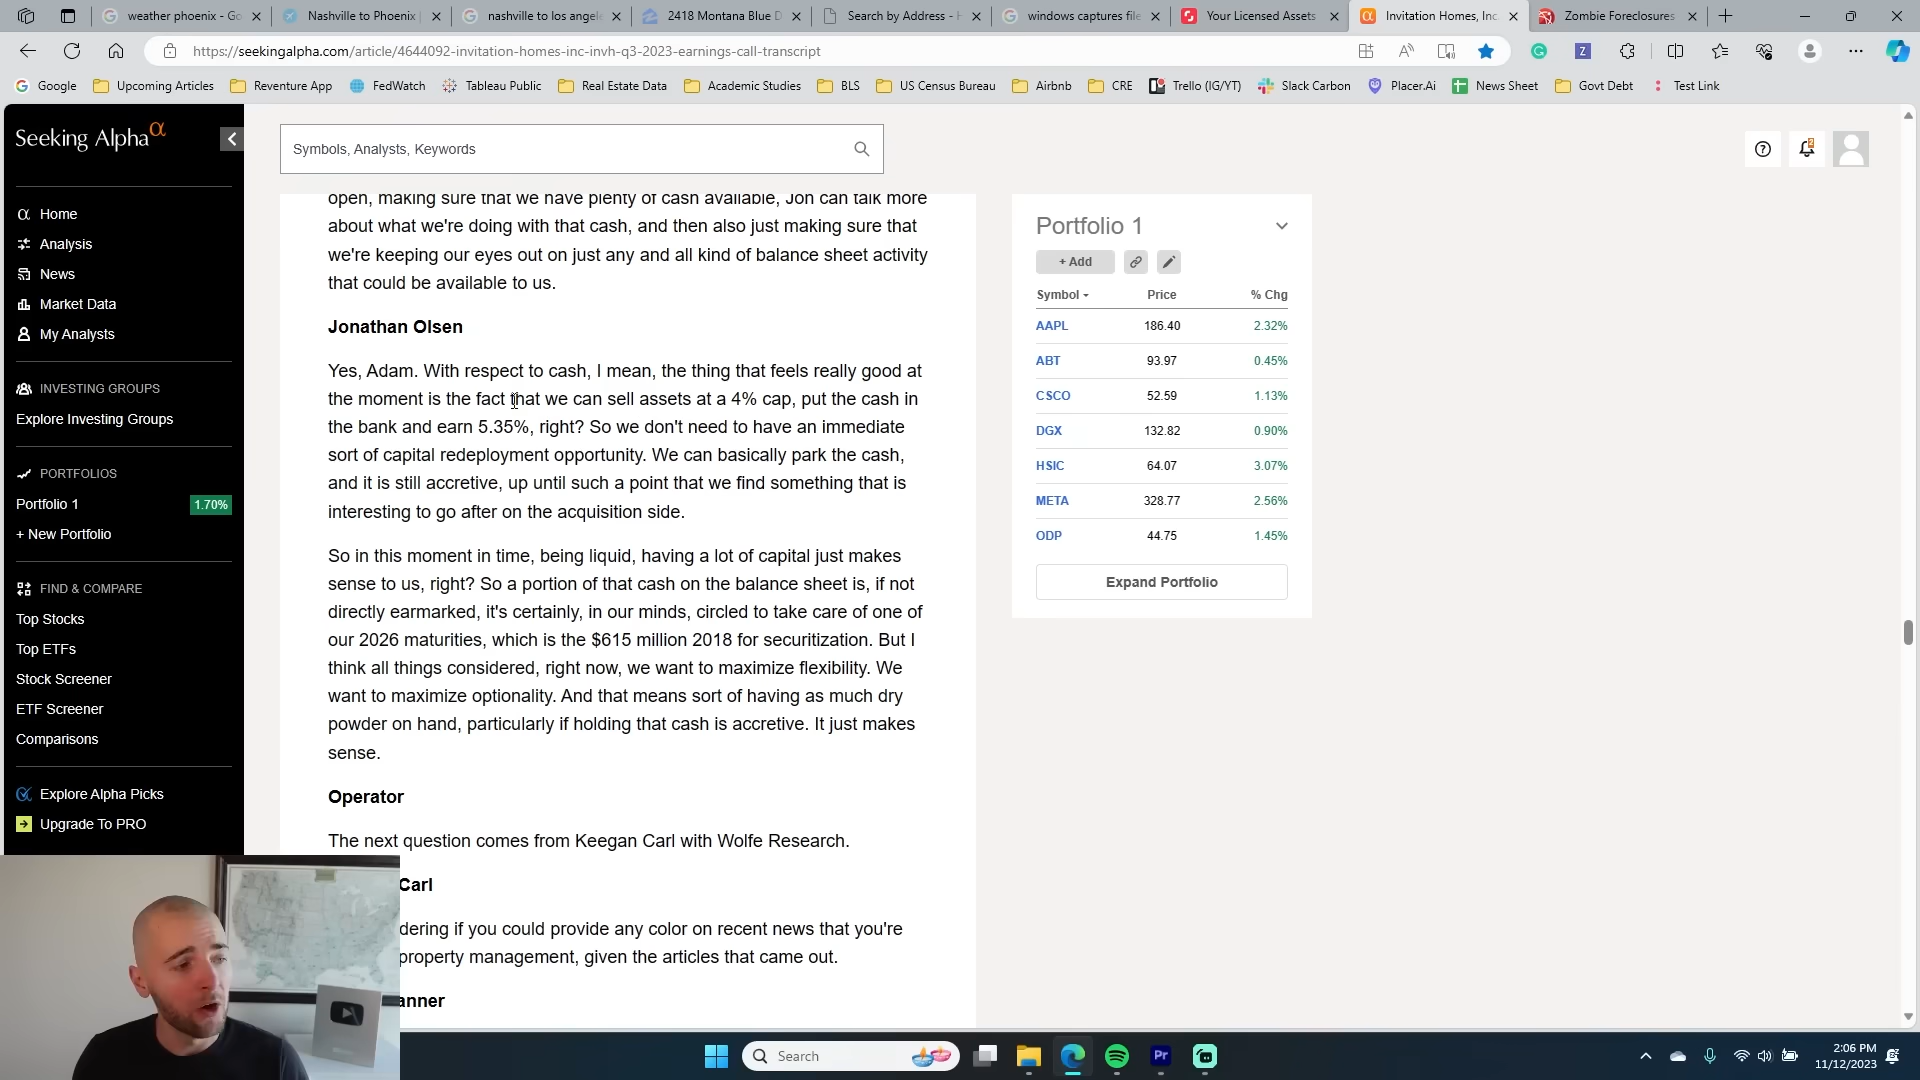 weather phoenix - Go
Nashville to Phoenix
nashville to los angele
2418 Montana Blue D
Search by Address - H
windows captures file
Your Licensed Assets
Invitation Homes, Inc.
Zombie Foreclosures
https://seekingalpha.com/article/4644092-invitation-homes-inc-invh-q3-2023-earnings-call-transcript
Google
Upcoming Articles
Reventure App
FedWatch
Tableau Public
Real Estate Data
Academic Studies
BLS
US Census Bureau
Airbnb
CRE
Trello (IG/YT)
Slack Carbon
Placer.Ai
News Sheet
Govt Debt
Test Link
Seeking Alpha α
Home
Analysis
News
Market Data
My Analysts
INVESTING GROUPS
Explore Investing Groups
PORTFOLIOS
Portfolio 1 1.70%
+ New Portfolio
FIND & COMPARE
Top Stocks
Top ETFs
Stock Screener
ETF Screener
Comparisons
Explore Alpha Picks
Upgrade To PRO
Symbols, Analysts, Keywords
open, making sure that we have plenty of cash available, Jon can talk more
about what we're doing with that cash, and then also just making sure that
we're keeping our eyes out on just any and all kind of balance sheet activity
that could be available to us.
Jonathan Olsen
Yes, Adam. With respect to cash, I mean, the thing that feels really good at
the moment is the fact that we can sell assets at a 4% cap, put the cash in
the bank and earn 5.35%, right? So we don't need to have an immediate
sort of capital redeployment opportunity. We can basically park the cash,
and it is still accretive, up until such a point that we find something that is
interesting to go after on the acquisition side.
So in this moment in time, being liquid, having a lot of capital just makes
sense to us, right? So a portion of that cash on the balance sheet is, if not
directly earmarked, it's certainly, in our minds, circled to take care of one of
our 2026 maturities, which is the $615 million 2018 for securitization. But I
think all things considered, right now, we want to maximize flexibility. We
want to maximize optionality. And that means sort of having as much dry
powder on hand, particularly if holding that cash is accretive. It just makes
sense.
Operator
The next question comes from Keegan Carl with Wolfe Research.
Carl
dering if you could provide any color on recent news that you're
property management, given the articles that came out.
anner
Portfolio 1
+ Add
Symbol Price % Chg
AAPL 186.40 2.32%
ABT 93.97 0.45%
CSCO 52.59 1.13%
DGX 132.82 0.90%
HSIC 64.07 3.07%
META 328.77 2.56%
ODP 44.75 1.45%
Expand Portfolio
Search
2:06 PM
11/12/2023